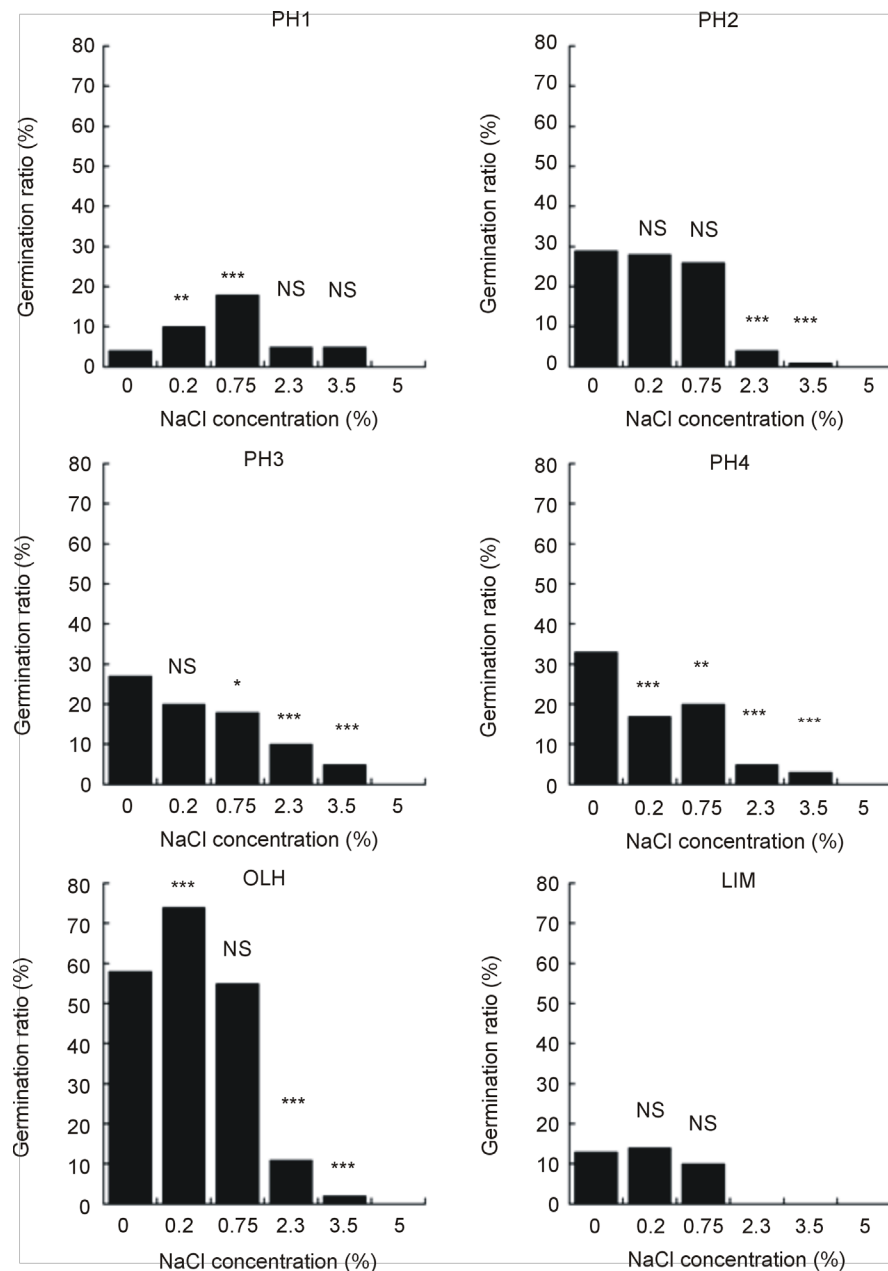 PH1
Germination ratio (%)
80
70
60
50
40
30
20
10
0
** *** NS NS
0 0.2 0.75 2.3 3.5 5
NaCl concentration (%)
PH2
Germination ratio (%)
80
70
60
50
40
30
20
10
0
NS NS *** ***
0 0.2 0.75 2.3 3.5 5
NaCl concentration (%)
PH3
Germination ratio (%)
80
70
60
50
40
30
20
10
0
NS * *** ***
0 0.2 0.75 2.3 3.5 5
NaCl concentration (%)
PH4
Germination ratio (%)
80
70
60
50
40
30
20
10
0
*** ** *** ***
0 0.2 0.75 2.3 3.5 5
NaCl concentration (%)
OLH
Germination ratio (%)
80
70
60
50
40
30
20
10
0
*** NS *** ***
0 0.2 0.75 2.3 3.5 5
NaCl concentration (%)
LIM
Germination ratio (%)
80
70
60
50
40
30
20
10
0
NS NS
0 0.2 0.75 2.3 3.5 5
NaCl concentration (%)